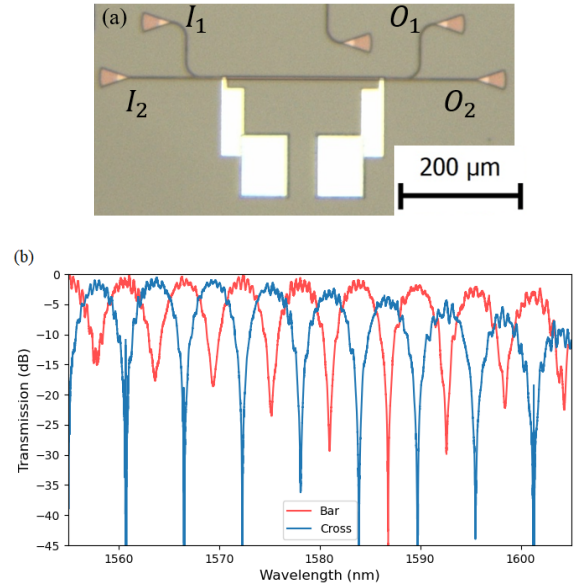 (a)
I₁
O₁
I₂
O₂
200 μm
(b)
Transmission (dB)
0
−5
−10
−15
−20
−25
−30
−35
−40
−45
Bar
Cross
1560
1570
1580
1590
1600
Wavelength (nm)